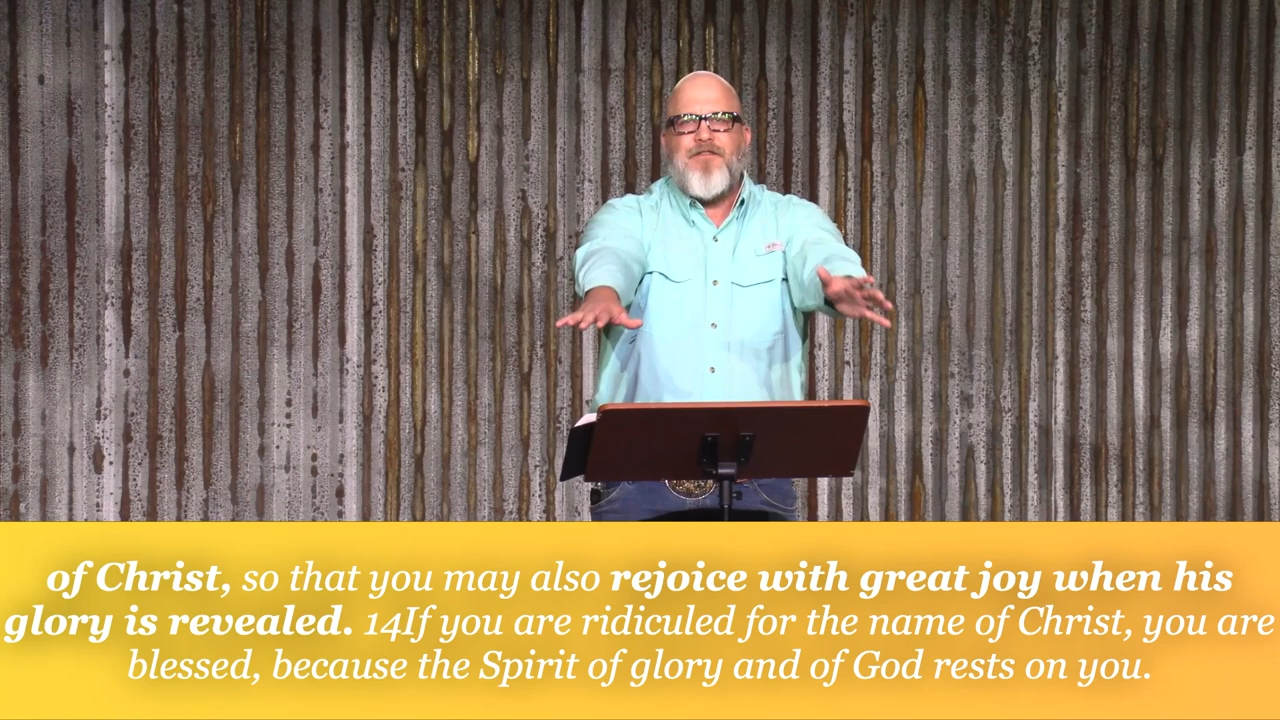 of Christ, so that you may also rejoice with great joy when his
glory is revealed. 14If you are ridiculed for the name of Christ, you are
blessed, because the Spirit of glory and of God rests on you.